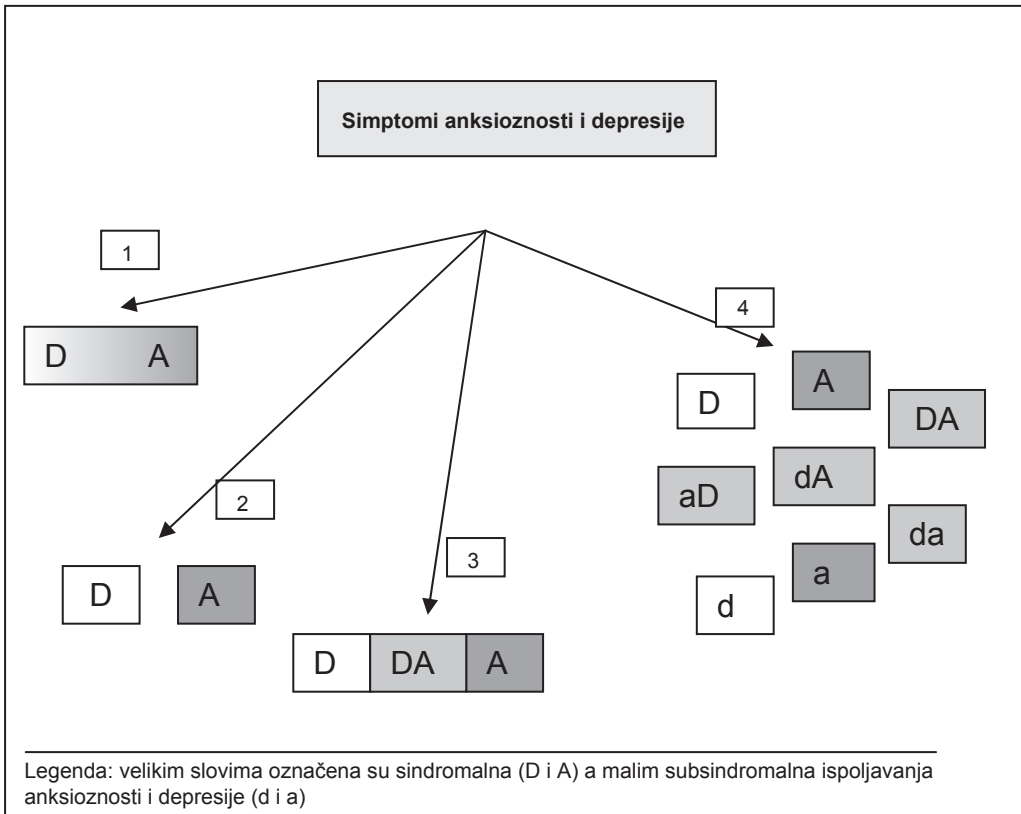 Simptomi anksioznosti i depresije
1
4
D A
A
D
DA
dA
aD
2
da
3
a
D A
d
D DA A
Legenda: velikim slovima označena su sindromalna (D i A) a malim subsindromalna ispoljavanja
anksioznosti i depresije (d i a)